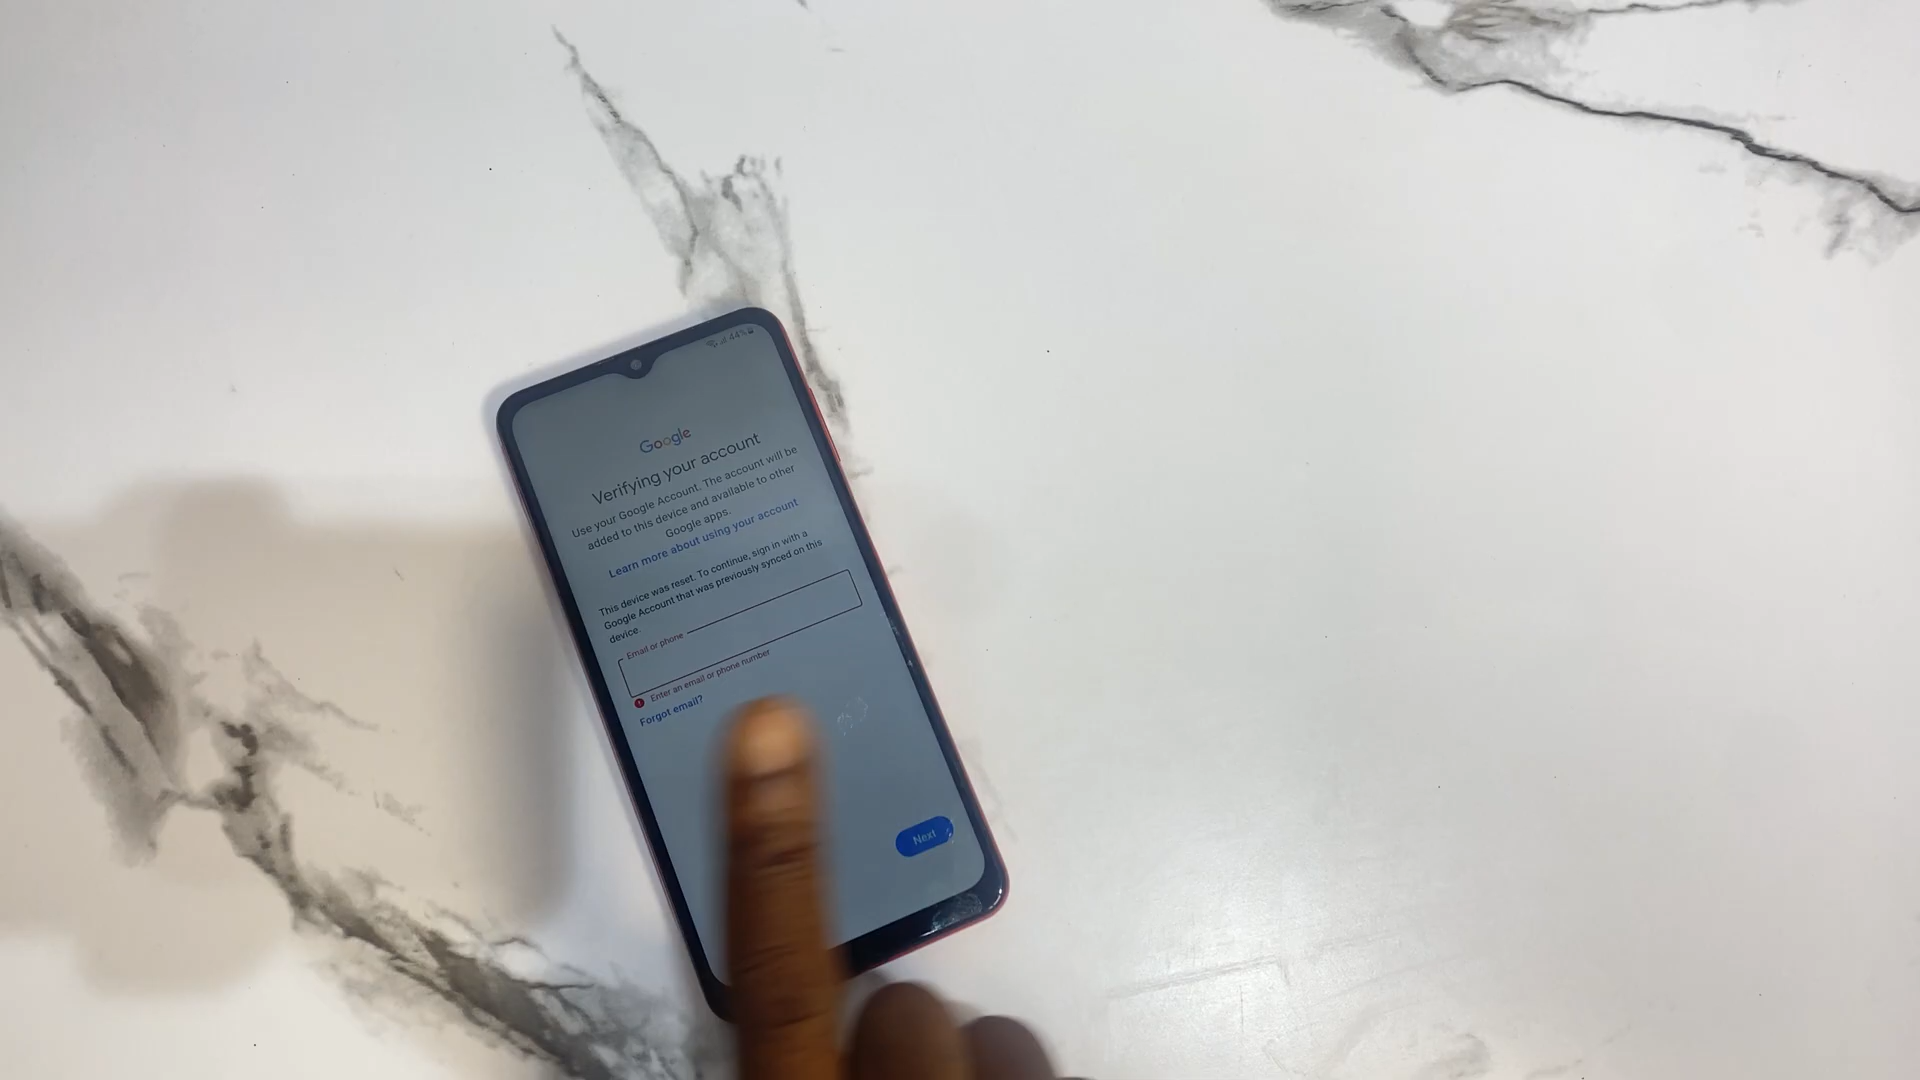 44%
Google
Verifying your account
Use your Google Account. The account will be
added to this device and available to other
Google apps.
Learn more about using your account
This device was reset. To continue, sign in with a
Google Account that was previously synced on this
device.
Email or phone
Enter an email or phone number
Forgot email?
Next